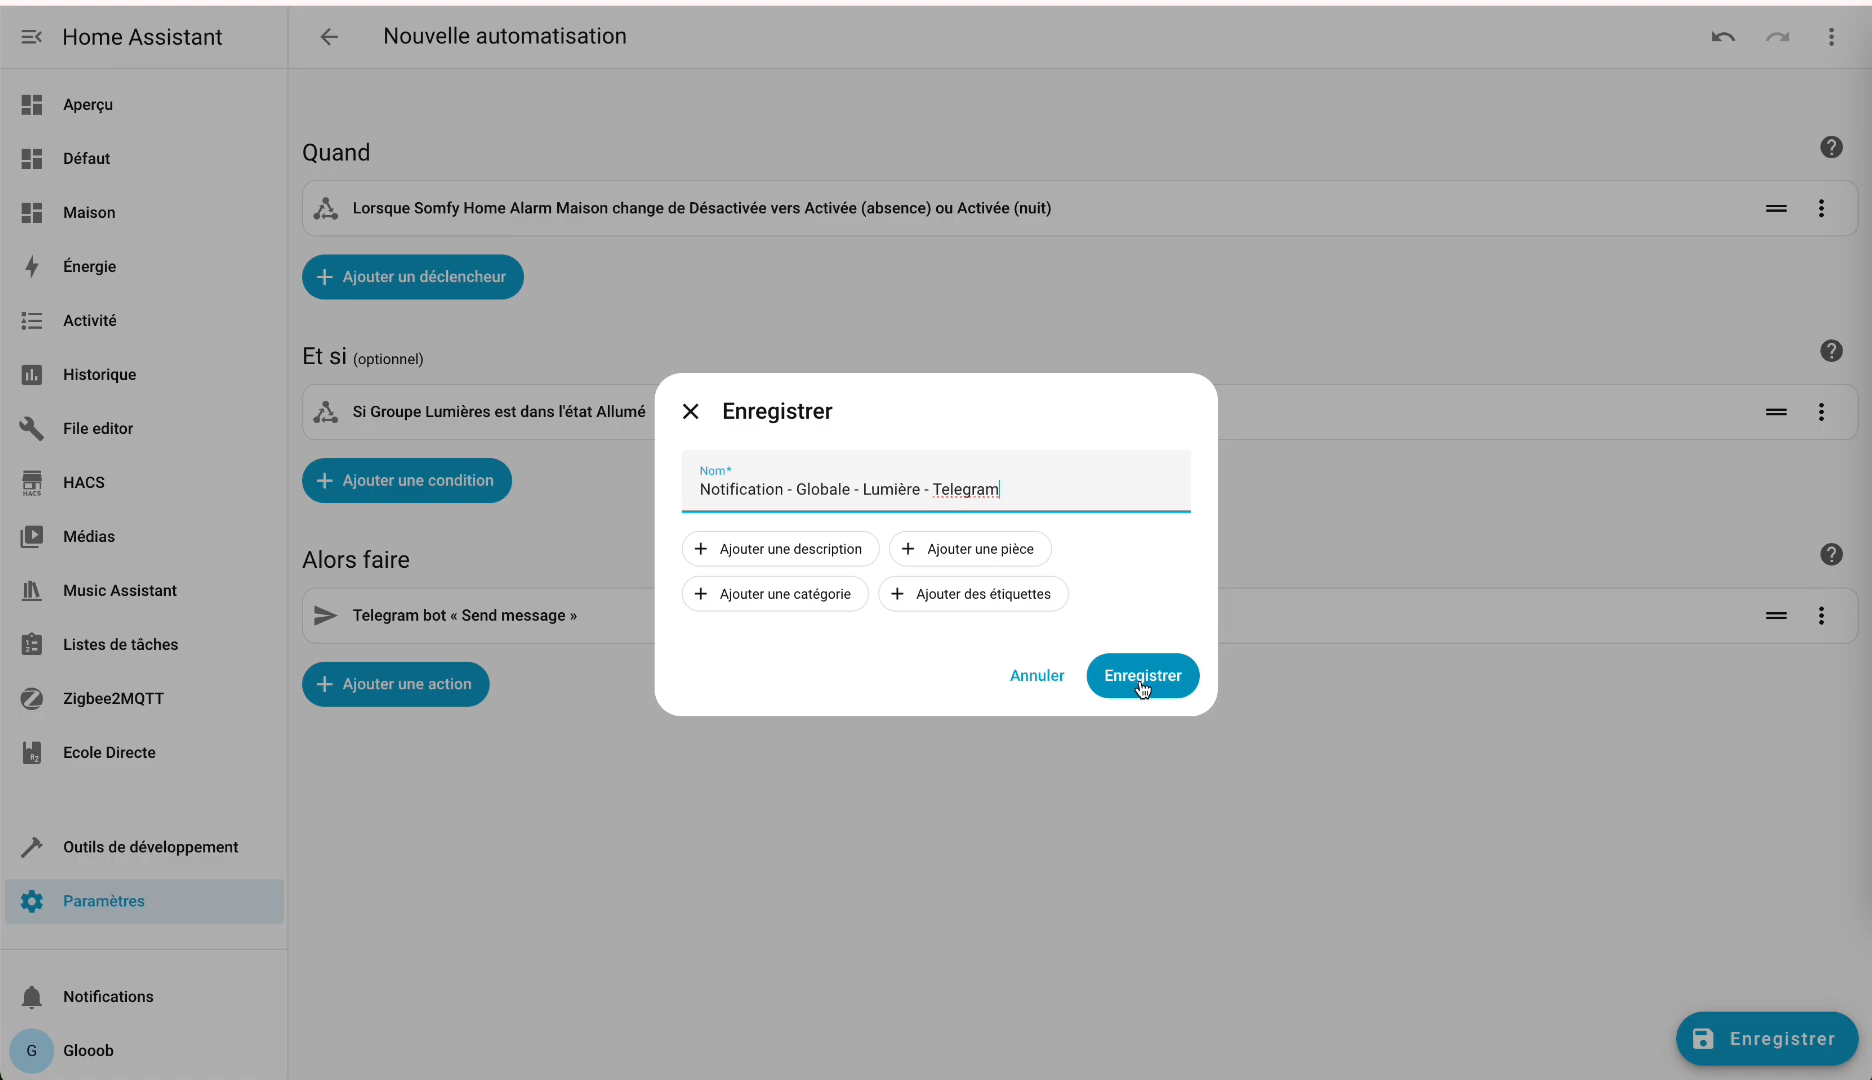 Home Assistant
Nouvelle automatisation
Aperçu
Défaut
Maison
Énergie
Activité
Historique
File editor
HACS
HACS
Médias
Music Assistant
Listes de tâches
Zigbee2MQTT
Ecole Directe
Outils de développement
Paramètres
Notifications
G
Glooob
Quand
Lorsque Somfy Home Alarm Maison change de Désactivée vers Activée (absence) ou Activée (nuit)
Ajouter un déclencheur
Et si (optionnel)
Si Groupe Lumières est dans l'état Allumé
Ajouter une condition
Alors faire
Telegram bot « Send message »
Ajouter une action
Enregistrer
Nom*
Notification - Globale - Lumière - Telegram
Ajouter une description
Ajouter une pièce
Ajouter une catégorie
Ajouter des étiquettes
Annuler
Enregistrer
Enregistrer